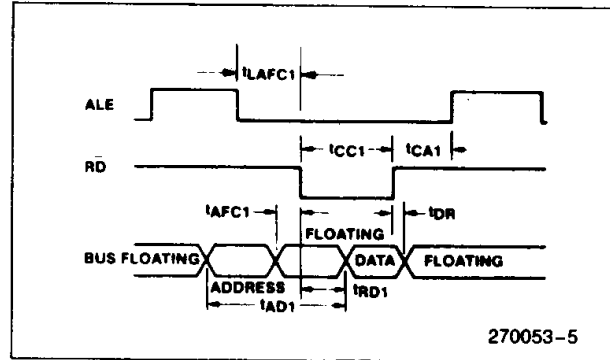 tLAFC1
ALE
tCC1 tCA1
RD
tAFC1 tDR
FLOATING
BUS FLOATING DATA FLOATING
ADDRESS tRD1
tAD1
270053-5